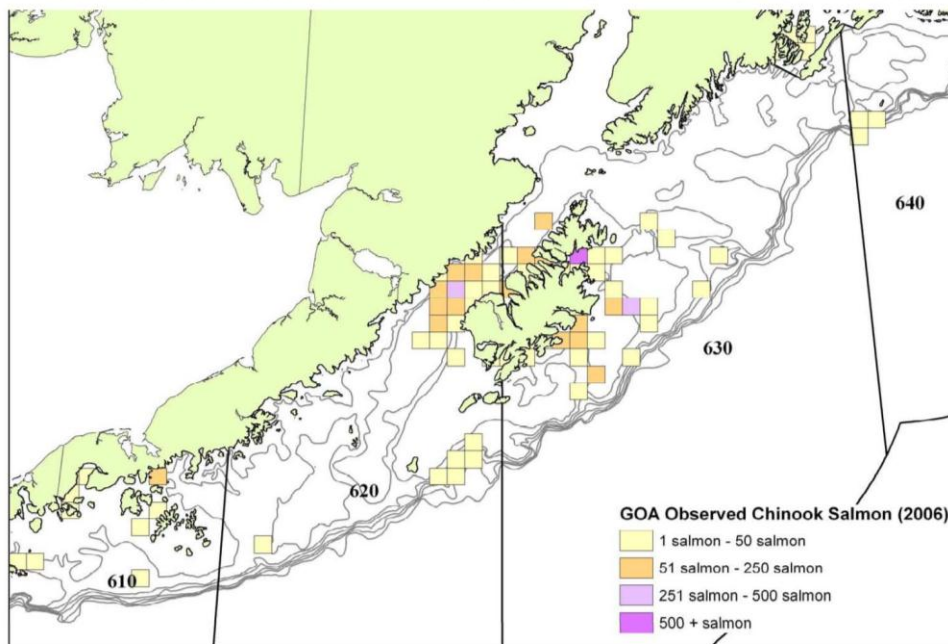 640
630
620
610
GOA Observed Chinook Salmon (2006)
1 salmon - 50 salmon
51 salmon - 250 salmon
251 salmon - 500 salmon
500 + salmon